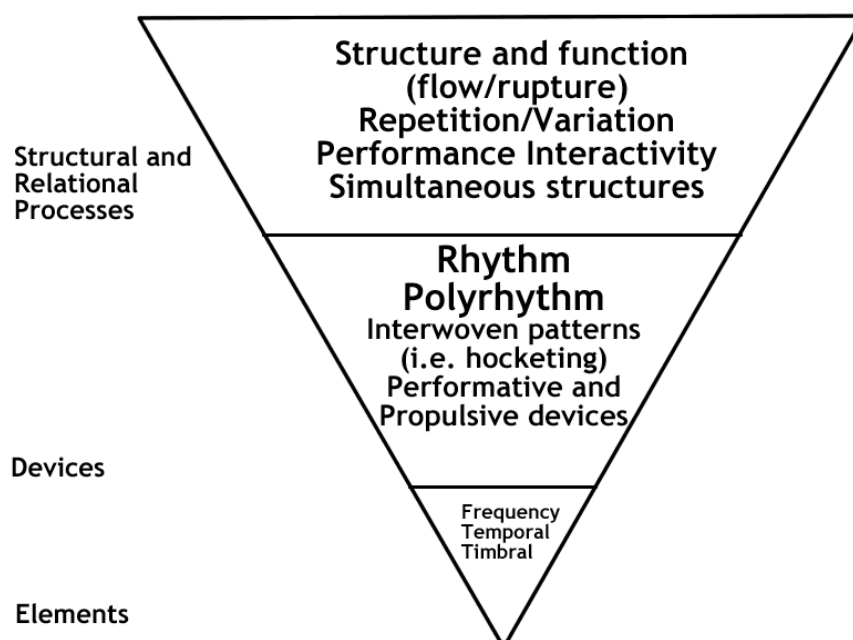 Structure and function
(flow/rupture)
Repetition/Variation
Performance Interactivity
Simultaneous structures
Structural and
Relational
Processes
Rhythm
Polyrhythm
Interwoven patterns
(i.e. hocketing)
Performative and
Propulsive devices
Devices
Frequency
Temporal
Timbral
Elements